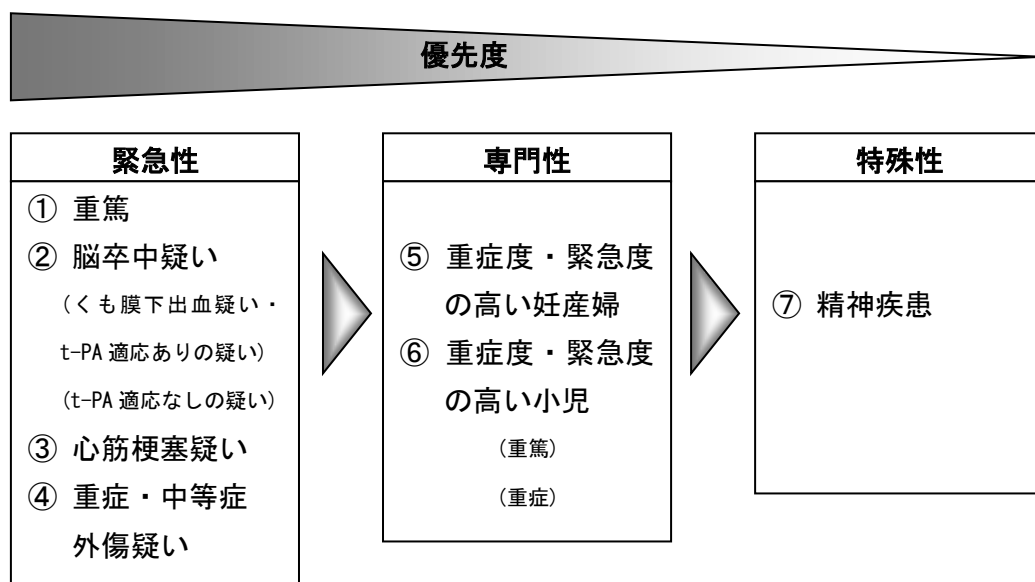 優先度
緊急性
① 重篤
② 脳卒中疑い
（くも膜下出血疑い・
t-PA 適応ありの疑い）
（t-PA 適応なしの疑い）
③ 心筋梗塞疑い
④ 重症・中等症
外傷疑い
専門性
⑤ 重症度・緊急度
の高い妊産婦
⑥ 重症度・緊急度
の高い小児
（重篤）
（重症）
特殊性
⑦ 精神疾患